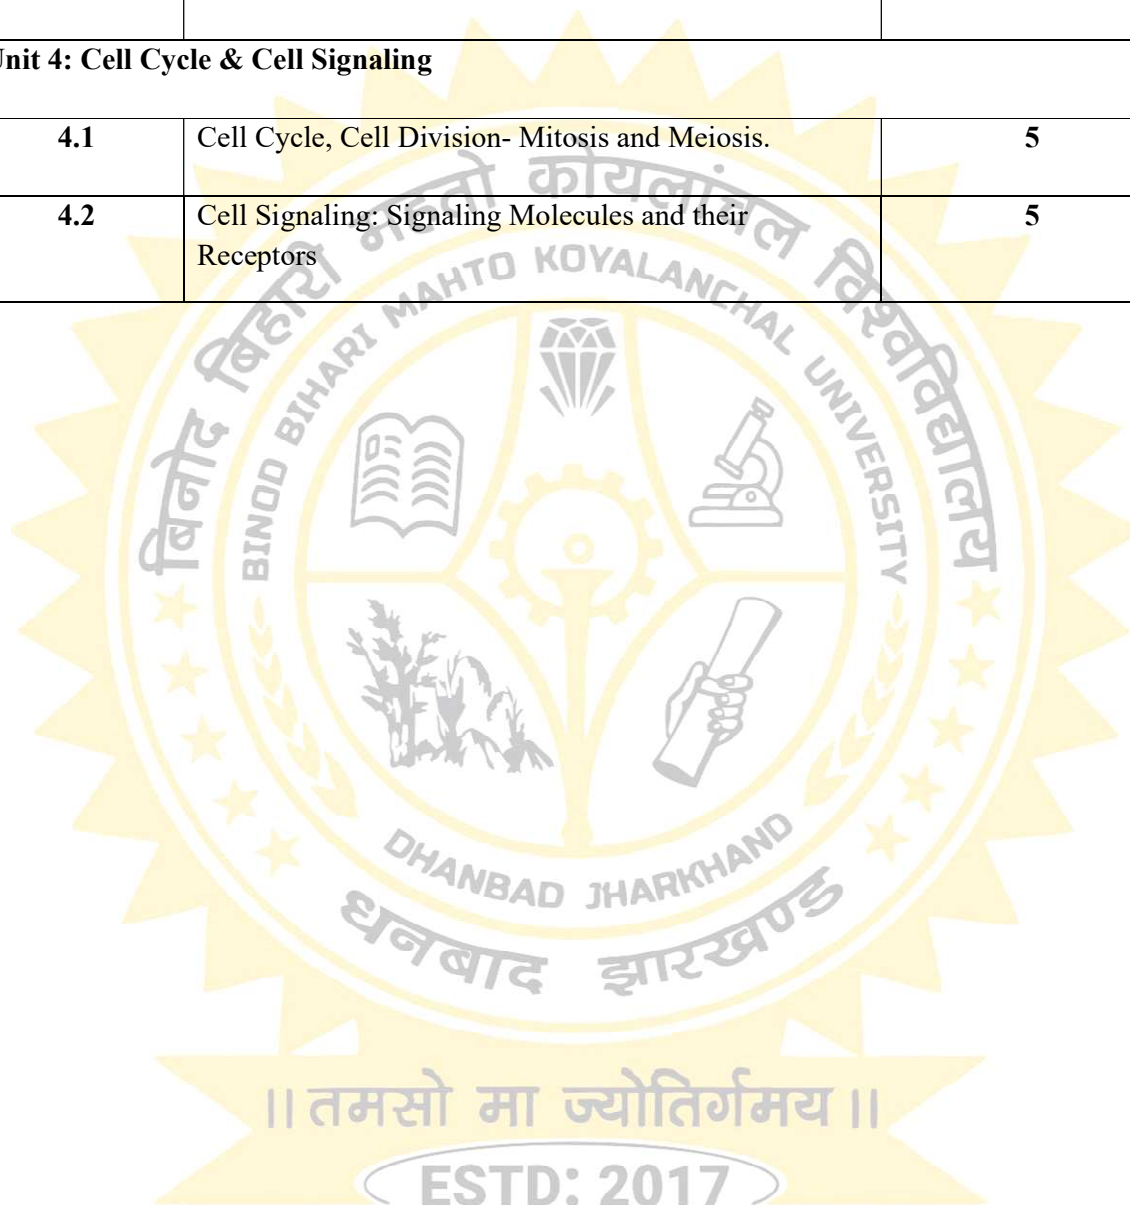 Unit 4: Cell Cycle & Cell Signaling
4.1 Cell Cycle, Cell Division- Mitosis and Meiosis. 5
4.2 Cell Signaling: Signaling Molecules and their 5
Receptors
बिनोद बिहारी महतो कोयलांचल विश्वविद्यालय
BINOD BIHARI MAHTO KOYALANCHAL UNIVERSITY
DHANBAD JHARKHAND
धनबाद झारखण्ड
॥ तमसो मा ज्योतिर्गमय ॥
ESTD: 2017